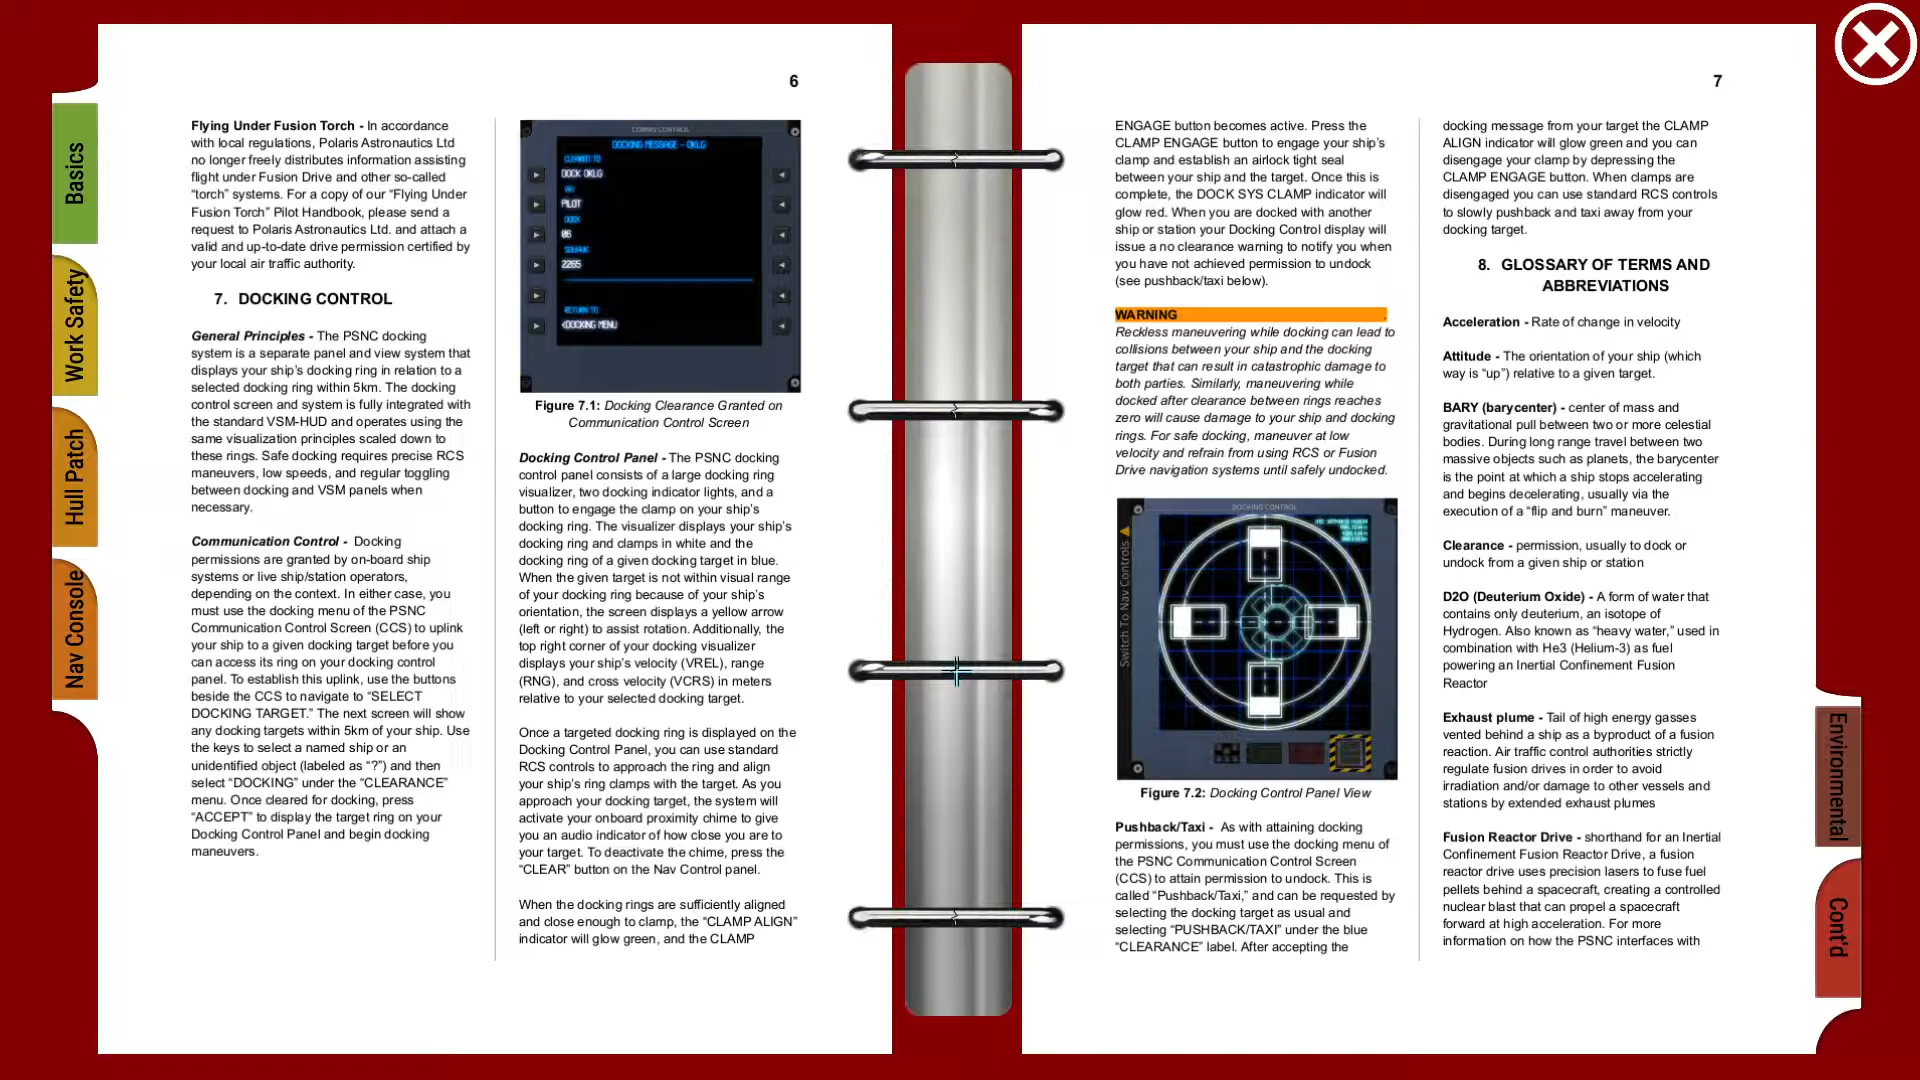 6
Flying Under Fusion Torch - In accordance
with local regulations, Polaris Astronautics Ltd
no longer freely distributes information assisting
flight under Fusion Drive and other so-called
“torch” systems. For a copy of our “Flying Under
Fusion Torch” Pilot Handbook, please send a
request to Polaris Astronautics Ltd. and attach a
valid and up-to-date drive permission certified by
your local air traffic authority.
7. DOCKING CONTROL
General Principles - The PSNC docking
system is a separate panel and view system that
displays your ship’s docking ring in relation to a
selected docking ring within 5km. The docking
control screen and system is fully integrated with
the standard VSM-HUD and operates using the
same visualization principles scaled down to
these rings. Safe docking requires precise RCS
maneuvers, low speeds, and regular toggling
between docking and VSM panels when
necessary.
Communication Control - Docking
permissions are granted by on-board ship
systems or live ship/station operators,
depending on the context. In either case, you
must use the docking menu of the PSNC
Communication Control Screen (CCS) to uplink
your ship to a given docking target before you
can access its ring on your docking control
panel. To establish this uplink, use the buttons
beside the CCS to navigate to “SELECT
DOCKING TARGET.” The next screen will show
any docking targets within 5km of your ship. Use
the keys to select a named ship or an
unidentified object (labeled as “?”) and then
select “DOCKING” under the “CLEARANCE”
menu. Once cleared for docking, press
“ACCEPT” to display the target ring on your
Docking Control Panel and begin docking
maneuvers.
COMMS CONTROL
DOCKING MESSAGE - OKLG
CLEARED TO
DOCK OKLG
VIA
PILOT
DOCK
06
SQUAWK
2265
RETURN TO
<DOCKING MENU
Figure 7.1: Docking Clearance Granted on
Communication Control Screen
Docking Control Panel - The PSNC docking
control panel consists of a large docking ring
visualizer, two docking indicator lights, and a
button to engage the clamp on your ship’s
docking ring. The visualizer displays your ship’s
docking ring and clamps in white and the
docking ring of a given docking target in blue.
When the given target is not within visual range
of your docking ring because of your ship’s
orientation, the screen displays a yellow arrow
(left or right) to assist rotation. Additionally, the
top right corner of your docking visualizer
displays your ship’s velocity (VREL), range
(RNG), and cross velocity (VCRS) in meters
relative to your selected docking target.
Once a targeted docking ring is displayed on the
Docking Control Panel, you can use standard
RCS controls to approach the ring and align
your ship’s ring clamps with the target. As you
approach your docking target, the system will
activate your onboard proximity chime to give
you an audio indicator of how close you are to
your target. To deactivate the chime, press the
“CLEAR” button on the Nav Control panel.
When the docking rings are sufficiently aligned
and close enough to clamp, the “CLAMP ALIGN”
indicator will glow green, and the CLAMP
7
ENGAGE button becomes active. Press the
CLAMP ENGAGE button to engage your ship’s
clamp and establish an airlock tight seal
between your ship and the target. Once this is
complete, the DOCK SYS CLAMP indicator will
glow red. When you are docked with another
ship or station your Docking Control display will
issue a no clearance warning to notify you when
you have not achieved permission to undock
(see pushback/taxi below).
WARNING .
Reckless maneuvering while docking can lead to
collisions between your ship and the docking
target that can result in catastrophic damage to
both parties. Similarly, maneuvering while
docked after clearance between rings reaches
zero will cause damage to your ship and docking
rings. For safe docking, maneuver at low
velocity and refrain from using RCS or Fusion
Drive navigation systems until safely undocked.
DOCKING CONTROL
Switch To Nav Controls
Figure 7.2: Docking Control Panel View
Pushback/Taxi - As with attaining docking
permissions, you must use the docking menu of
the PSNC Communication Control Screen
(CCS) to attain permission to undock. This is
called “Pushback/Taxi,” and can be requested by
selecting the docking target as usual and
selecting “PUSHBACK/TAXI” under the blue
“CLEARANCE” label. After accepting the
docking message from your target the CLAMP
ALIGN indicator will glow green and you can
disengage your clamp by depressing the
CLAMP ENGAGE button. When clamps are
disengaged you can use standard RCS controls
to slowly pushback and taxi away from your
docking target.
8. GLOSSARY OF TERMS AND
ABBREVIATIONS
Acceleration - Rate of change in velocity
Attitude - The orientation of your ship (which
way is “up”) relative to a given target.
BARY (barycenter) - center of mass and
gravitational pull between two or more celestial
bodies. During long range travel between two
massive objects such as planets, the barycenter
is the point at which a ship stops accelerating
and begins decelerating, usually via the
execution of a “flip and burn” maneuver.
Clearance - permission, usually to dock or
undock from a given ship or station
D2O (Deuterium Oxide) - A form of water that
contains only deuterium, an isotope of
Hydrogen. Also known as “heavy water,” used in
combination with He3 (Helium-3) as fuel
powering an Inertial Confinement Fusion
Reactor
Exhaust plume - Tail of high energy gasses
vented behind a ship as a byproduct of a fusion
reaction. Air traffic control authorities strictly
regulate fusion drives in order to avoid
irradiation and/or damage to other vessels and
stations by extended exhaust plumes
Fusion Reactor Drive - shorthand for an Inertial
Confinement Fusion Reactor Drive, a fusion
reactor drive uses precision lasers to fuse fuel
pellets behind a spacecraft, creating a controlled
nuclear blast that can propel a spacecraft
forward at high acceleration. For more
information on how the PSNC interfaces with
Basics
Work Safety
Hull Patch
Nav Console
Environmental
Cont'd